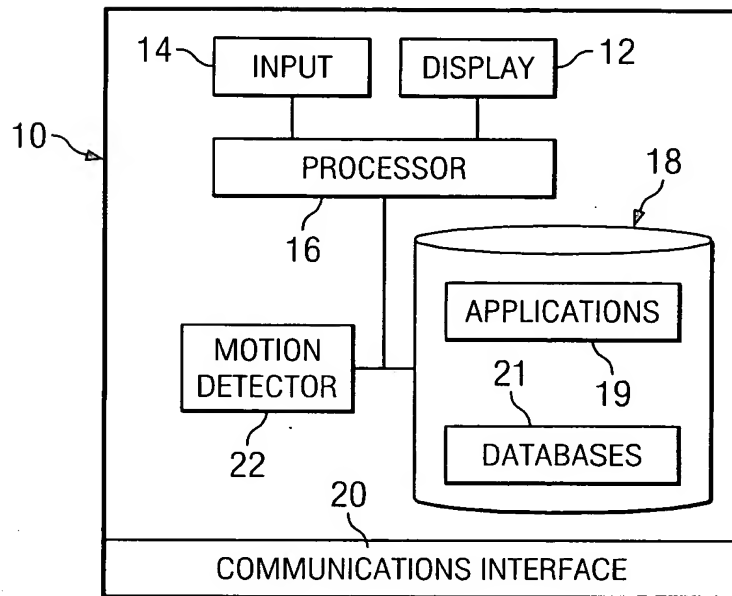 14
INPUT
DISPLAY
12
10
PROCESSOR
16
18
APPLICATIONS
19
MOTION
DETECTOR
22
21
DATABASES
20
COMMUNICATIONS INTERFACE